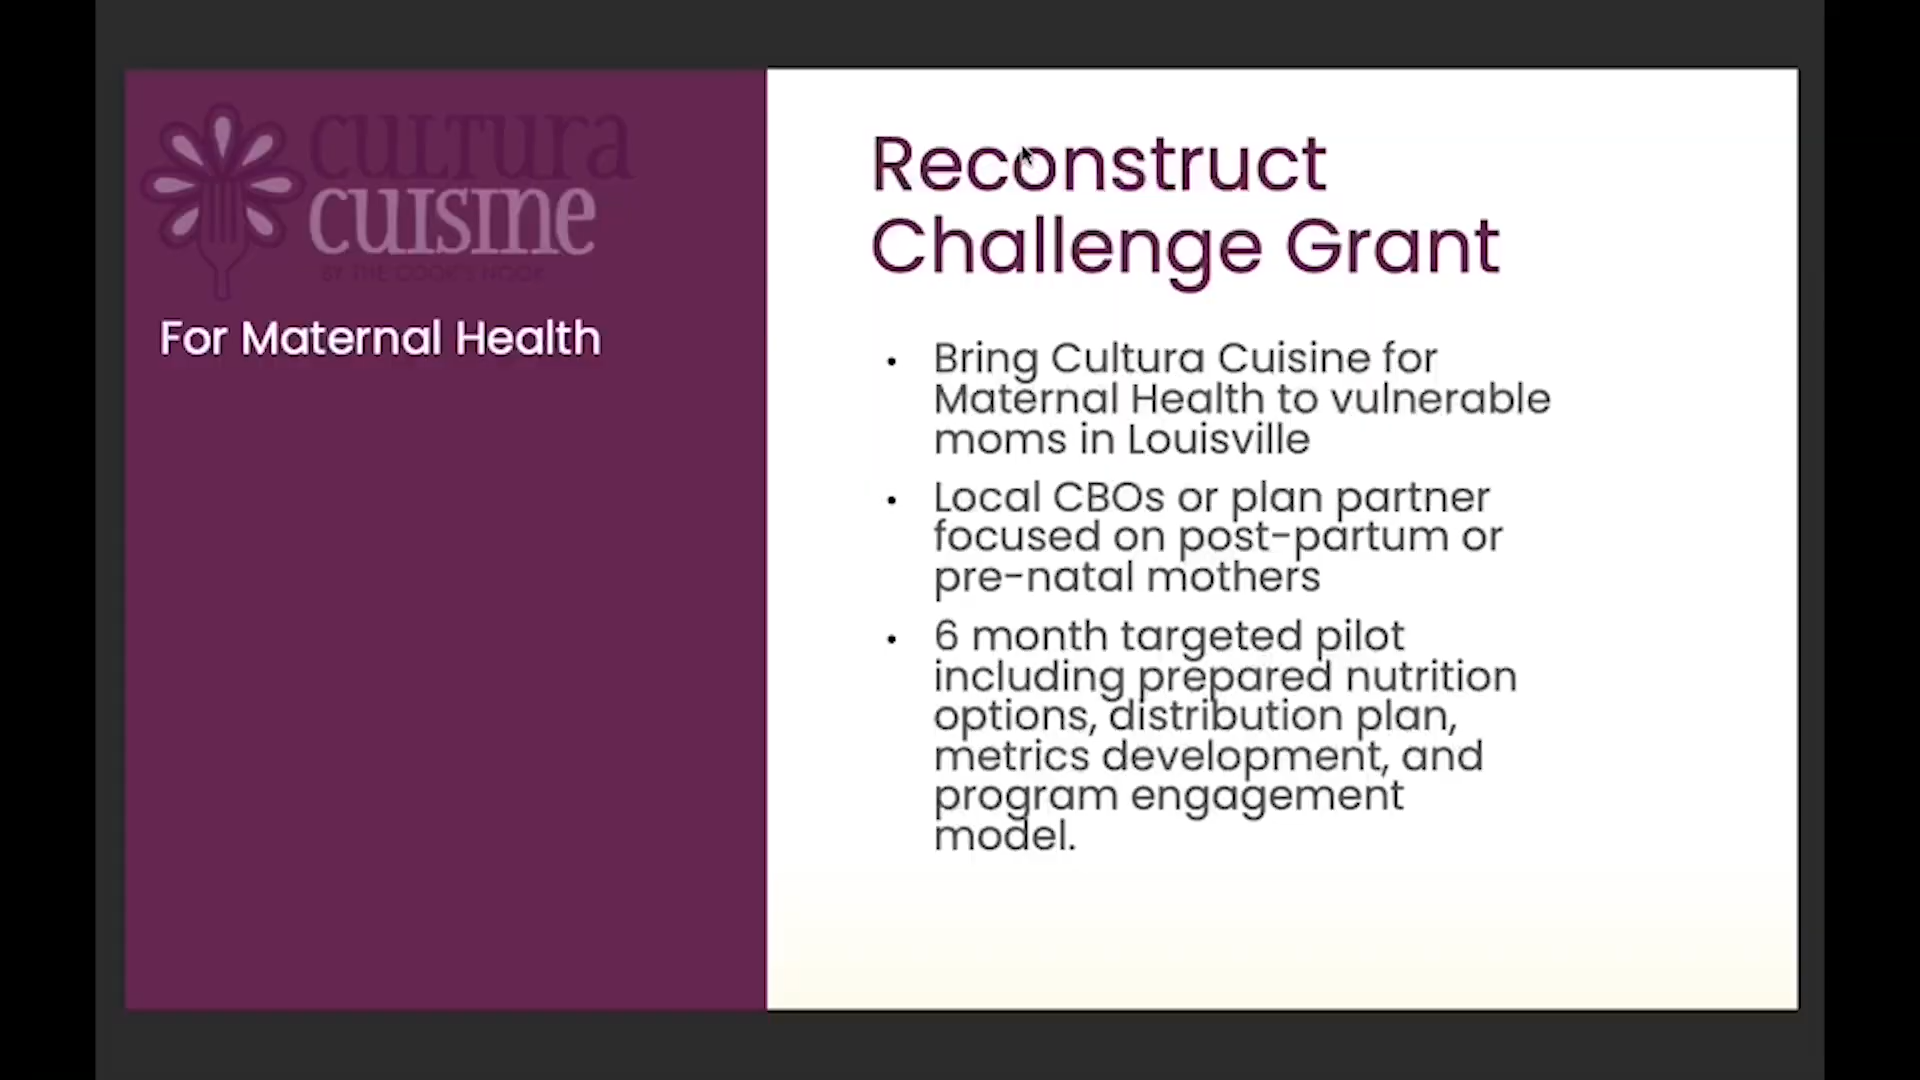 cultura
cuisine
BY THE COOK'S NOOK
For Maternal Health
Reconstruct
Challenge Grant
• Bring Cultura Cuisine for
Maternal Health to vulnerable
moms in Louisville
• Local CBOs or plan partner
focused on post-partum or
pre-natal mothers
• 6 month targeted pilot
including prepared nutrition
options, distribution plan,
metrics development, and
program engagement
model.